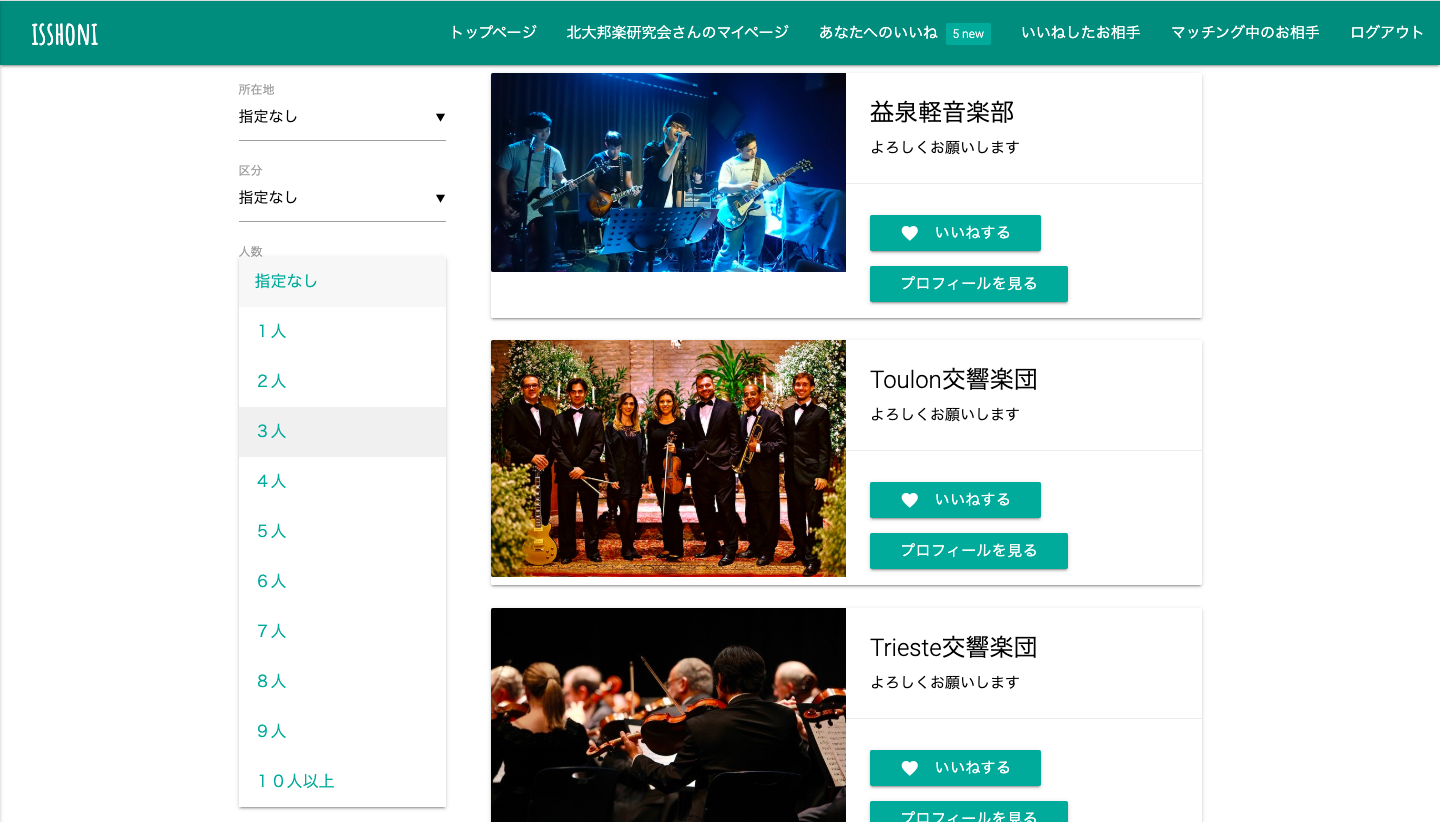 ISSHONI
トップページ
北大邦楽研究会さんのマイページ
あなたへのいいね 5 new
いいねしたお相手
マッチング中のお相手
ログアウト
所在地
指定なし ▼
区分
指定なし ▼
人数
指定なし
１人
２人
３人
４人
５人
６人
７人
８人
９人
１０人以上
益泉軽音楽部
よろしくお願いします
いいねする
プロフィールを見る
Toulon交響楽団
よろしくお願いします
いいねする
プロフィールを見る
Trieste交響楽団
よろしくお願いします
いいねする
プロフィールを見る